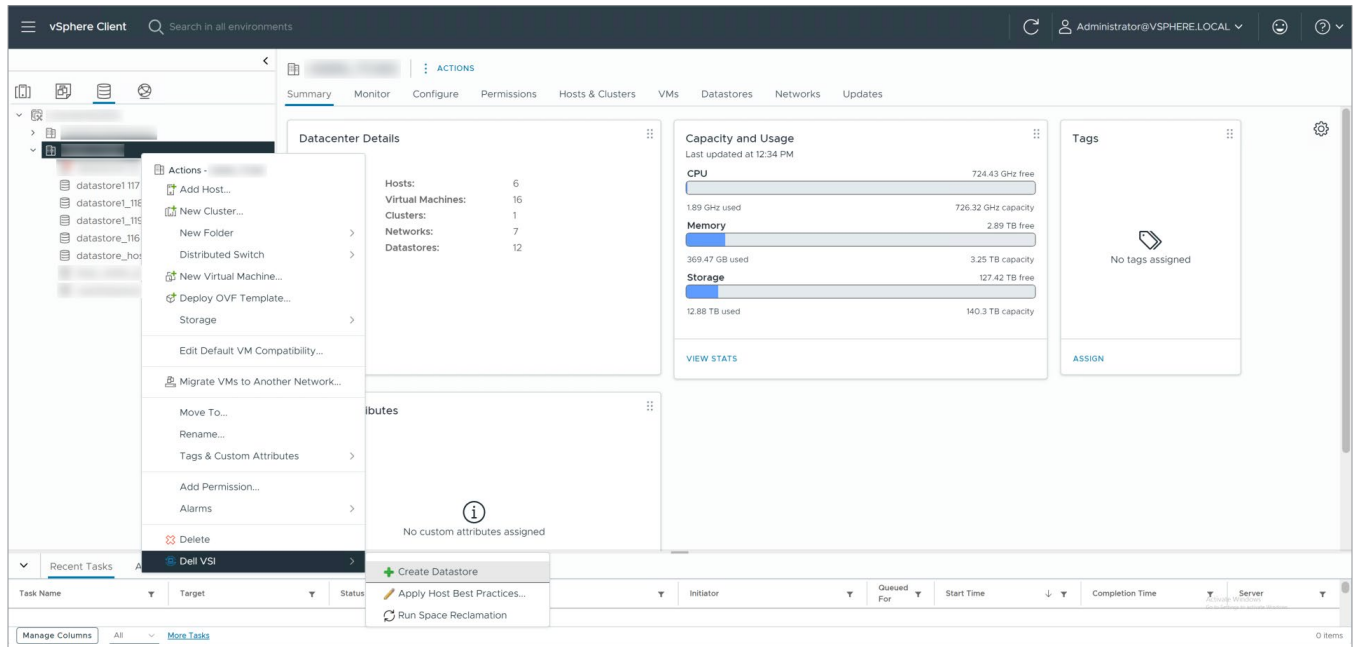 vSphere Client Search in all environments Administrator@VSPHERE.LOCAL
ACTIONS
Summary Monitor Configure Permissions Hosts & Clusters VMs Datastores Networks Updates
Datacenter Details
Hosts: 6
Virtual Machines: 16
Clusters: 1
Networks: 7
Datastores: 12
Capacity and Usage
Last updated at 12:34 PM
CPU 724.43 GHz free
1.89 GHz used 726.32 GHz capacity
Memory 2.89 TB free
369.47 GB used 3.25 TB capacity
Storage 127.42 TB free
12.88 TB used 140.3 TB capacity
VIEW STATS
Tags
No tags assigned
ASSIGN
datastore1 117
datastore1_118
datastore1_119
datastore_116
datastore_hos
Actions -
Add Host...
New Cluster...
New Folder
Distributed Switch
New Virtual Machine...
Deploy OVF Template...
Storage
Edit Default VM Compatibility...
Migrate VMs to Another Network...
Move To...
Rename...
Tags & Custom Attributes
Add Permission...
Alarms
Delete
Dell VSI
ibutes
No custom attributes assigned
Create Datastore
Apply Host Best Practices...
Run Space Reclamation
Recent Tasks A
Task Name Target Status Initiator Queued For Start Time Completion Time Server
Activate Windows
Manage Columns All More Tasks 0 items